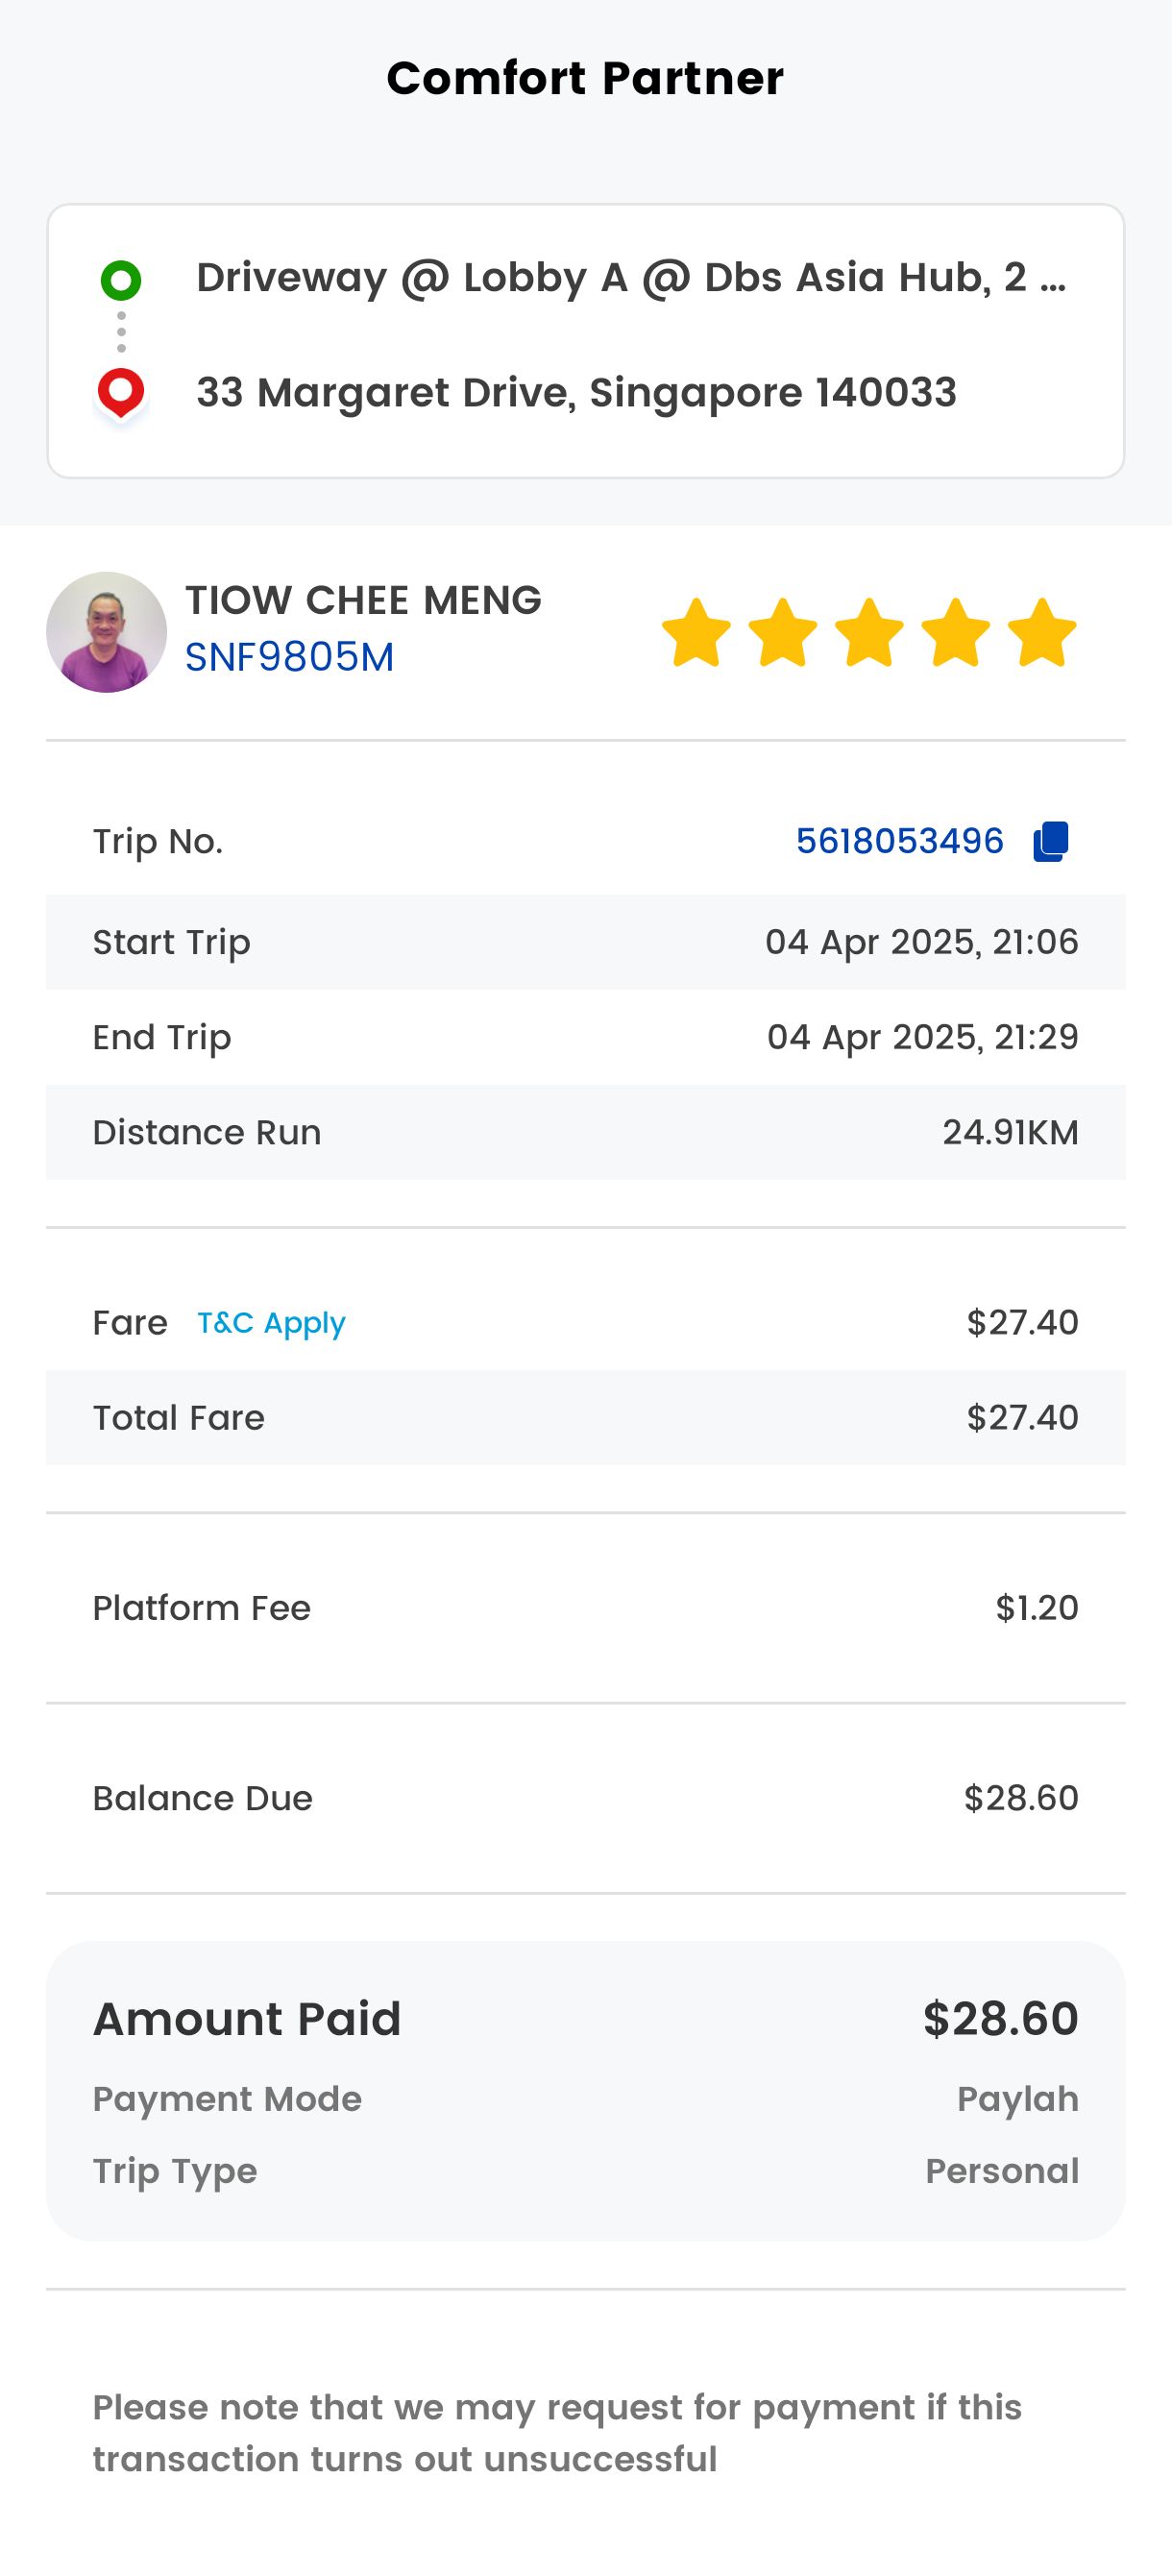 Comfort Partner
Driveway @ Lobby A @ Dbs Asia Hub, 2 ...
33 Margaret Drive, Singapore 140033
TIOW CHEE MENG
SNF9805M
Trip No. 5618053496
Start Trip 04 Apr 2025, 21:06
End Trip 04 Apr 2025, 21:29
Distance Run 24.91KM
Fare T&C Apply $27.40
Total Fare $27.40
Platform Fee $1.20
Balance Due $28.60
Amount Paid $28.60
Payment Mode Paylah
Trip Type Personal
Please note that we may request for payment if this
transaction turns out unsuccessful